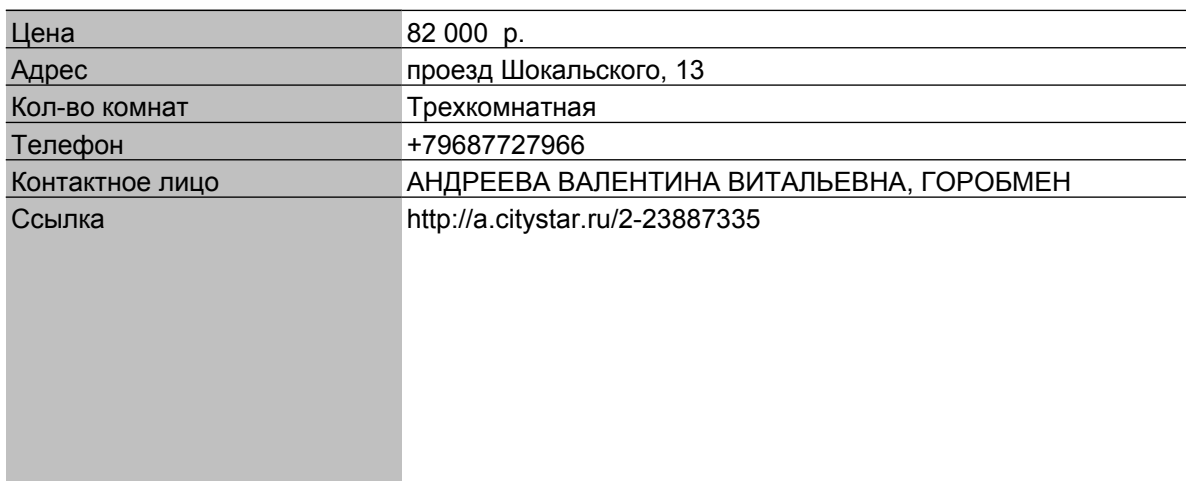 Цена 82 000 р.
Адрес проезд Шокальского, 13
Кол-во комнат Трехкомнатная
Телефон +79687727966
Контактное лицо АНДРЕЕВА ВАЛЕНТИНА ВИТАЛЬЕВНА, ГОРОБМЕН
Ссылка http://a.citystar.ru/2-23887335